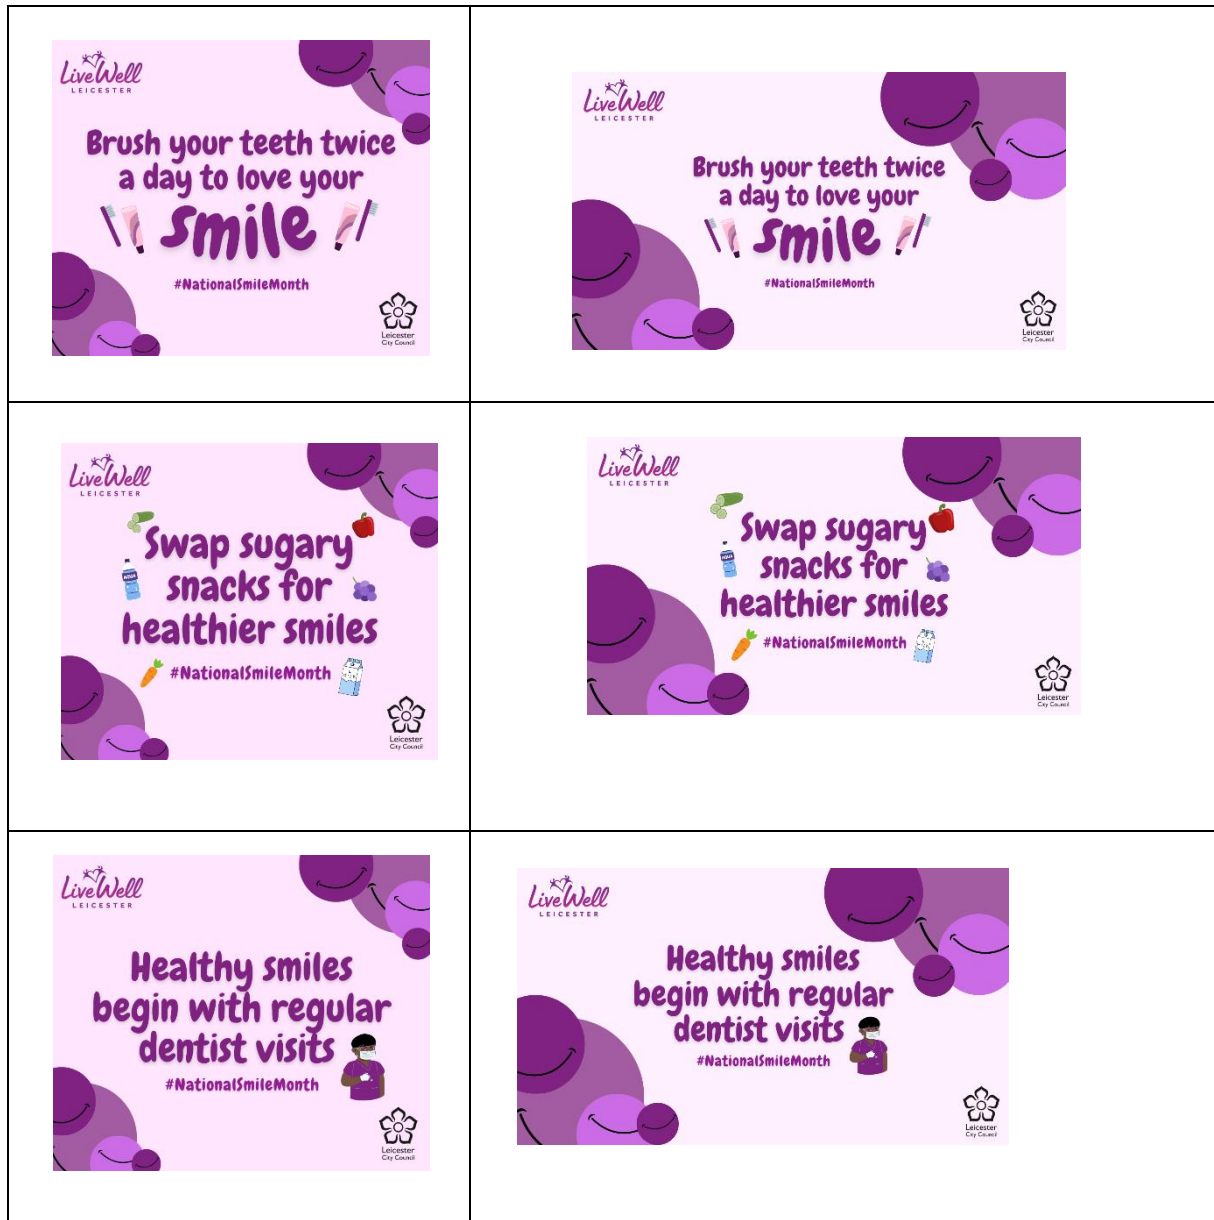 LiveWell
LEICESTER
Brush your teeth twice
a day to love your
smile
#NationalSmileMonth
Leicester
City Council
LiveWell
LEICESTER
Brush your teeth twice
a day to love your
smile
#NationalSmileMonth
Leicester
City Council
LiveWell
LEICESTER
Swap sugary
snacks for
AQUA
healthier smiles
#NationalSmileMonth
Leicester
City Council
LiveWell
LEICESTER
Swap sugary
AQUA
snacks for
healthier smiles
#NationalSmileMonth
Leicester
City Council
LiveWell
LEICESTER
Healthy smiles
begin with regular
dentist visits
#NationalSmileMonth
Leicester
City Council
LiveWell
LEICESTER
Healthy smiles
begin with regular
dentist visits
#NationalSmileMonth
Leicester
City Council